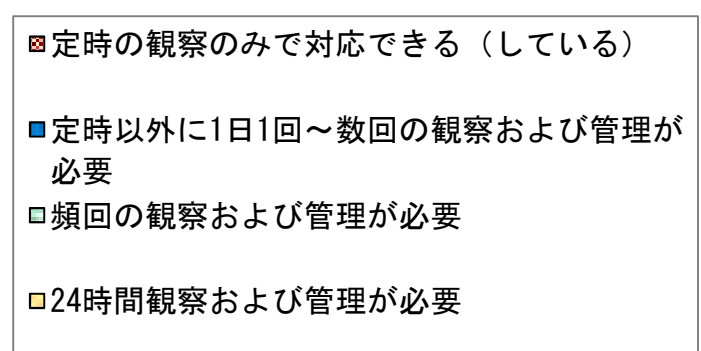 定時の観察のみで対応できる（している）
定時以外に1日1回～数回の観察および管理が
必要
頻回の観察および管理が必要
24時間観察および管理が必要